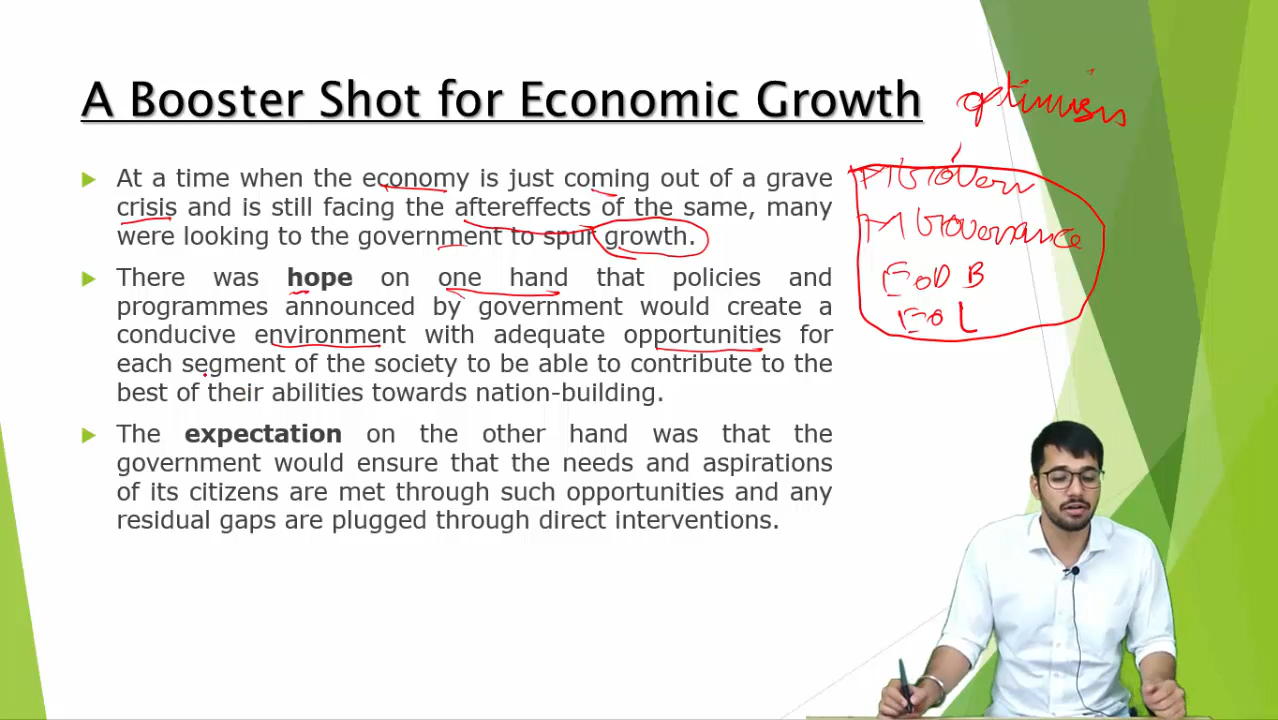 A Booster Shot for Economic Growth
At a time when the economy is just coming out of a grave
crisis and is still facing the aftereffects of the same, many
were looking to the government to spur growth.
There was hope on one hand that policies and
programmes announced by government would create a
conducive environment with adequate opportunities for
each segment of the society to be able to contribute to the
best of their abilities towards nation-building.
The expectation on the other hand was that the
government would ensure that the needs and aspirations
of its citizens are met through such opportunities and any
residual gaps are plugged through direct interventions.
M Governance
EoD B
Eo L